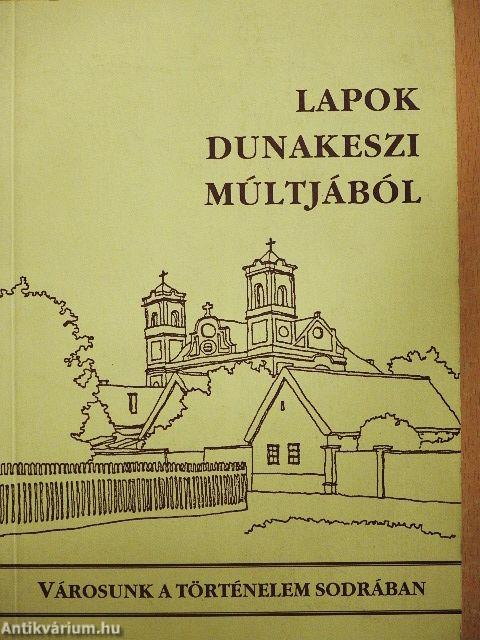 LAPOK
DUNAKESZI
MÚLTJÁBÓL
VÁROSUNK A TÖRTÉNELEM SODRÁBAN
Antikvárium.hu